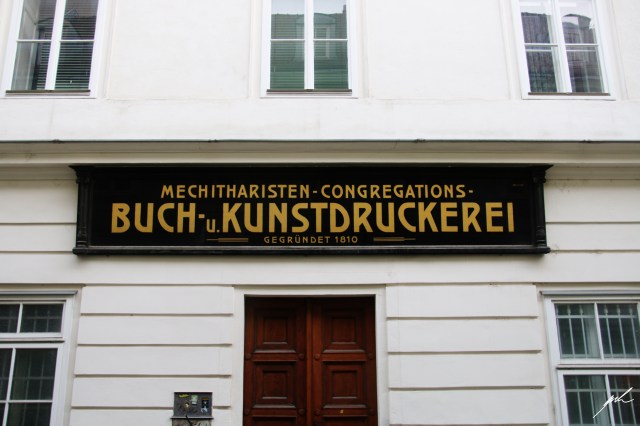 MECHITHARISTEN-CONGREGATIONS-
BUCH- u. KUNSTDRUCKEREI
GEGRÜNDET 1810